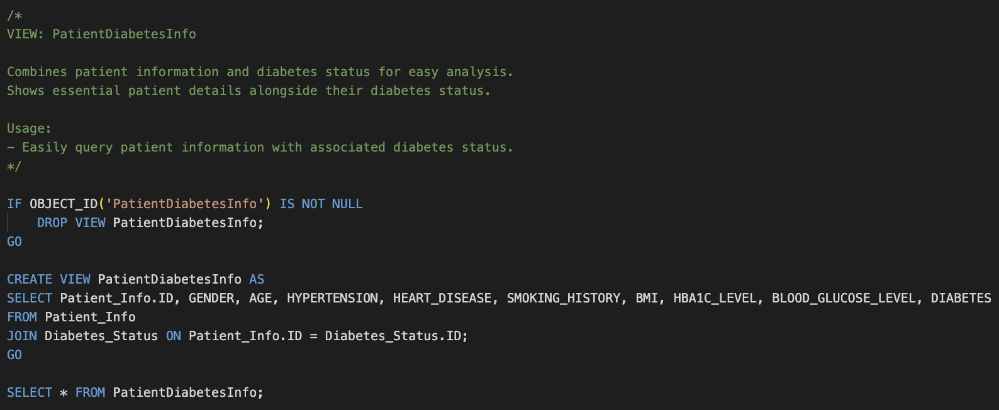 /*
VIEW: PatientDiabetesInfo
Combines patient information and diabetes status for easy analysis.
Shows essential patient details alongside their diabetes status.
Usage:
- Easily query patient information with associated diabetes status.
*/
IF OBJECT_ID('PatientDiabetesInfo') IS NOT NULL
    DROP VIEW PatientDiabetesInfo;
GO
CREATE VIEW PatientDiabetesInfo AS
SELECT Patient_Info.ID, GENDER, AGE, HYPERTENSION, HEART_DISEASE, SMOKING_HISTORY, BMI, HBA1C_LEVEL, BLOOD_GLUCOSE_LEVEL, DIABETES
FROM Patient_Info
JOIN Diabetes_Status ON Patient_Info.ID = Diabetes_Status.ID;
GO
SELECT * FROM PatientDiabetesInfo;